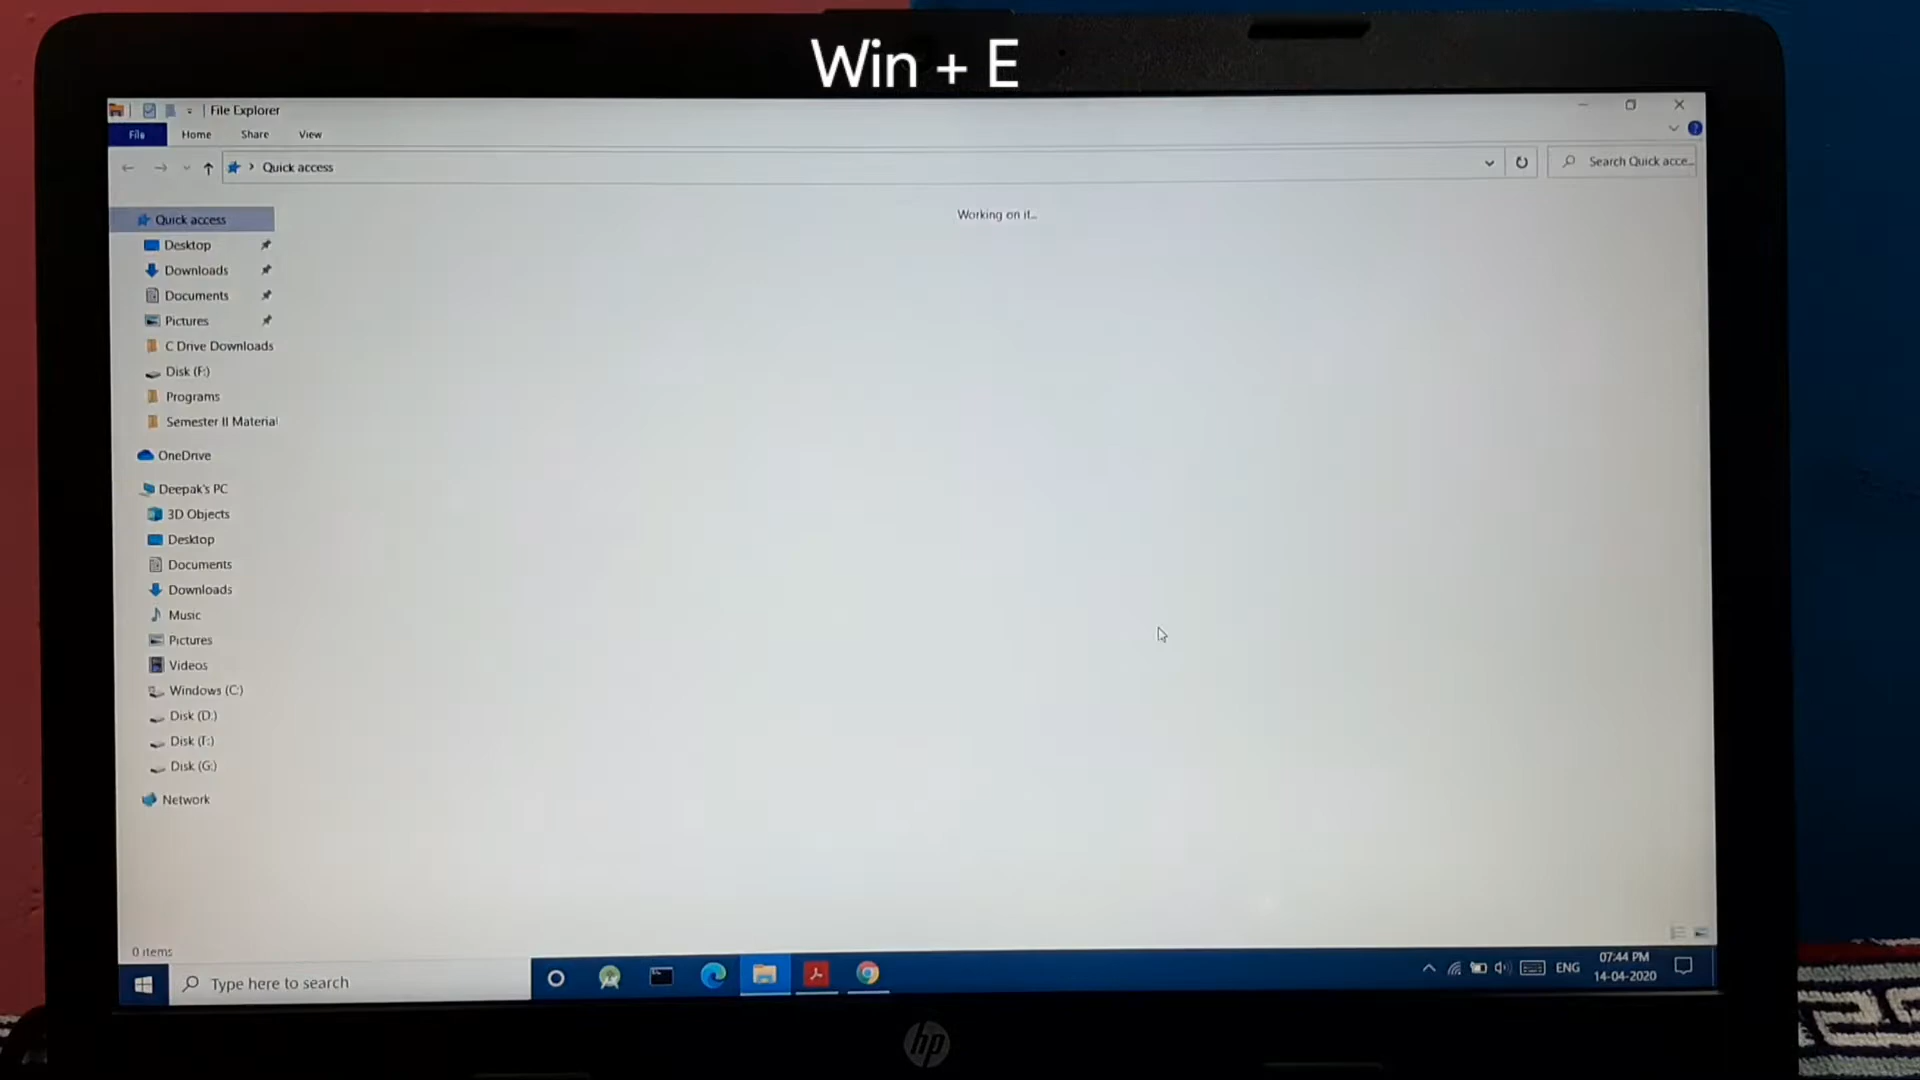 Win + E
File Explorer
File Home Share View
Quick access
Search Quick acce...
Quick access
Working on it...
Desktop
Downloads
Documents
Pictures
C Drive Downloads
Disk (F:)
Programs
Semester II Material
OneDrive
Deepak's PC
3D Objects
Desktop
Documents
Downloads
Music
Pictures
Videos
Windows (C:)
Disk (D:)
Disk (F:)
Disk (G:)
Network
0 items
Type here to search
ENG
07:44 PM
14-04-2020
hp